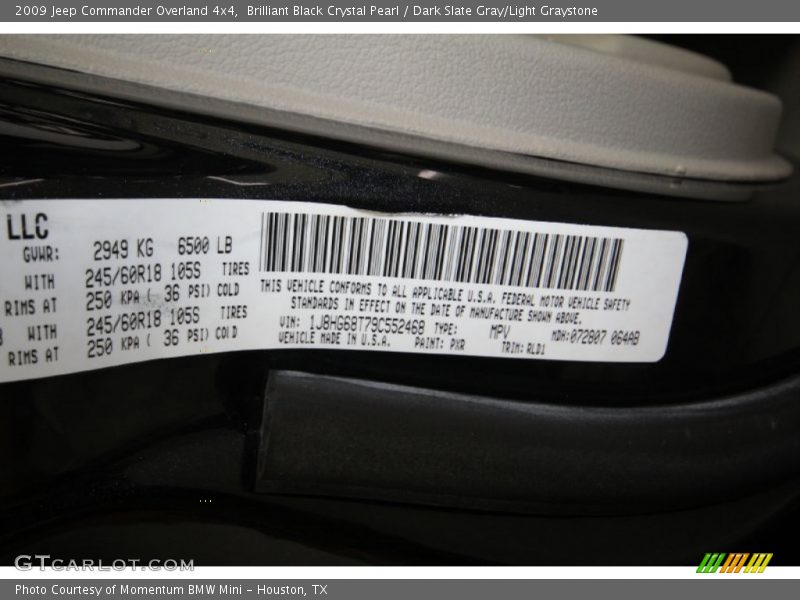 2009 Jeep Commander Overland 4x4,  Brilliant Black Crystal Pearl / Dark Slate Gray/Light Graystone
LLC
GVWR: 2949 KG 6500 LB
WITH 245/60R18 105S TIRES
RIMS AT 250 KPA ( 36 PSI) COLD
WITH 245/60R18 105S TIRES
RIMS AT 250 KPA ( 36 PSI) COLD
THIS VEHICLE CONFORMS TO ALL APPLICABLE U.S.A. FEDERAL MOTOR VEHICLE SAFETY
STANDARDS IN EFFECT ON THE DATE OF MANUFACTURE SHOWN ABOVE.
VIN: 1J8HG68T79C552468 TYPE: MPV MDH:072807 064AB
VEHICLE MADE IN U.S.A. PAINT: PXR TRIM: RLD1
GTCARLOT.COM
Photo Courtesy of Momentum BMW Mini – Houston, TX